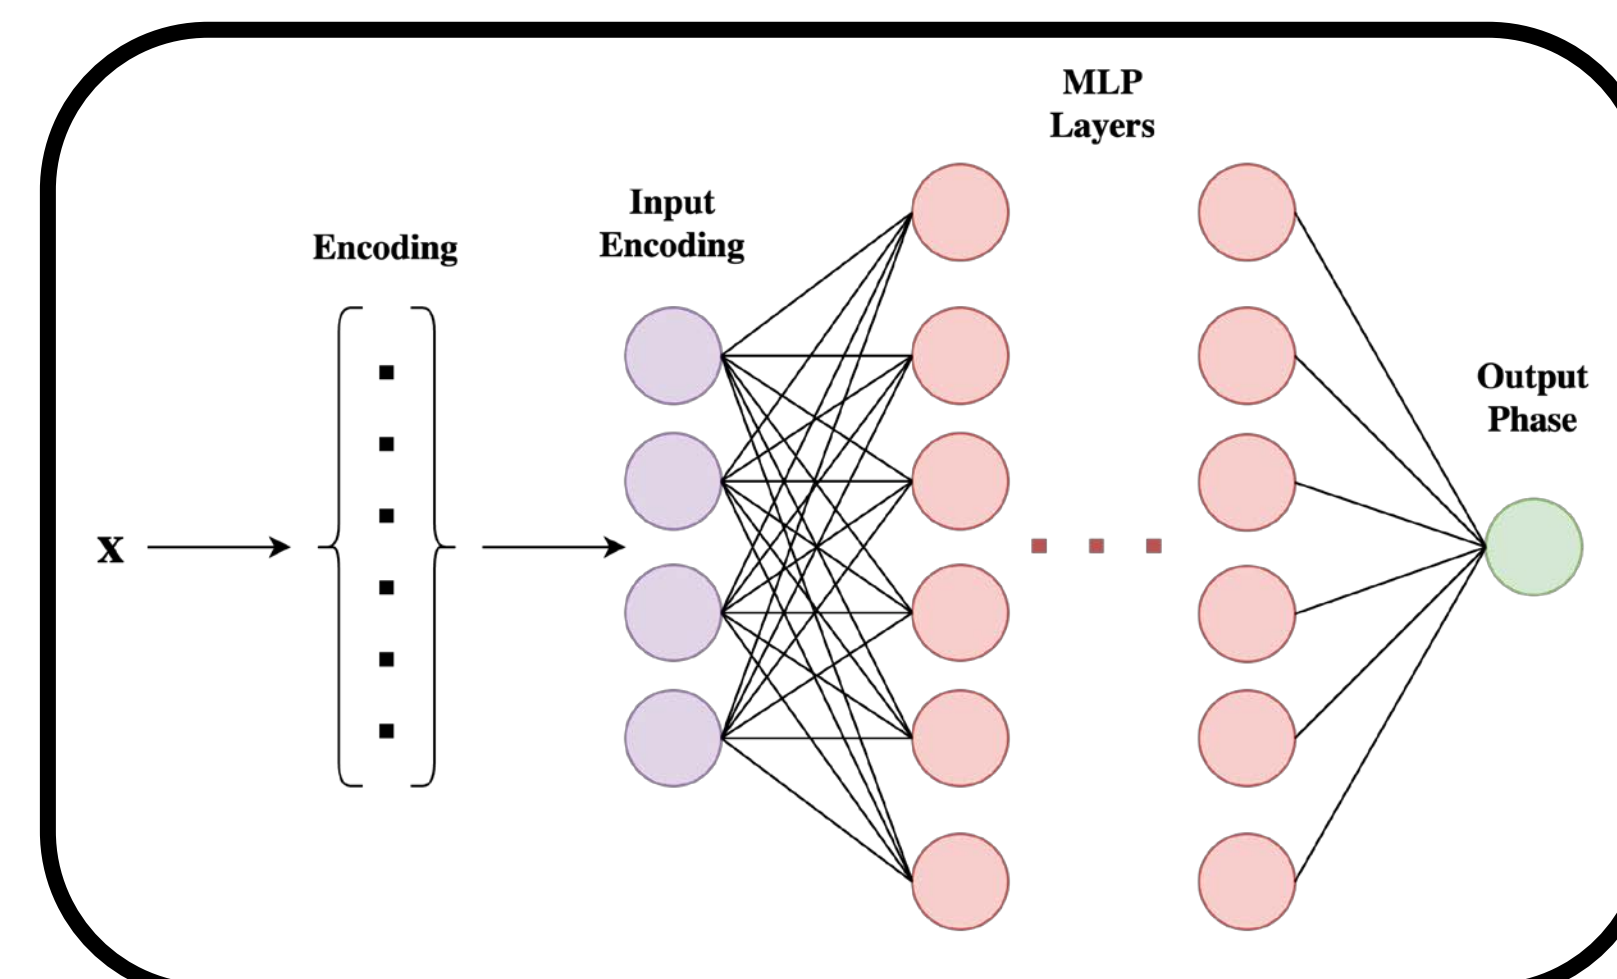 MLP
Layers
Input
Encoding
Encoding
Output
Phase
x